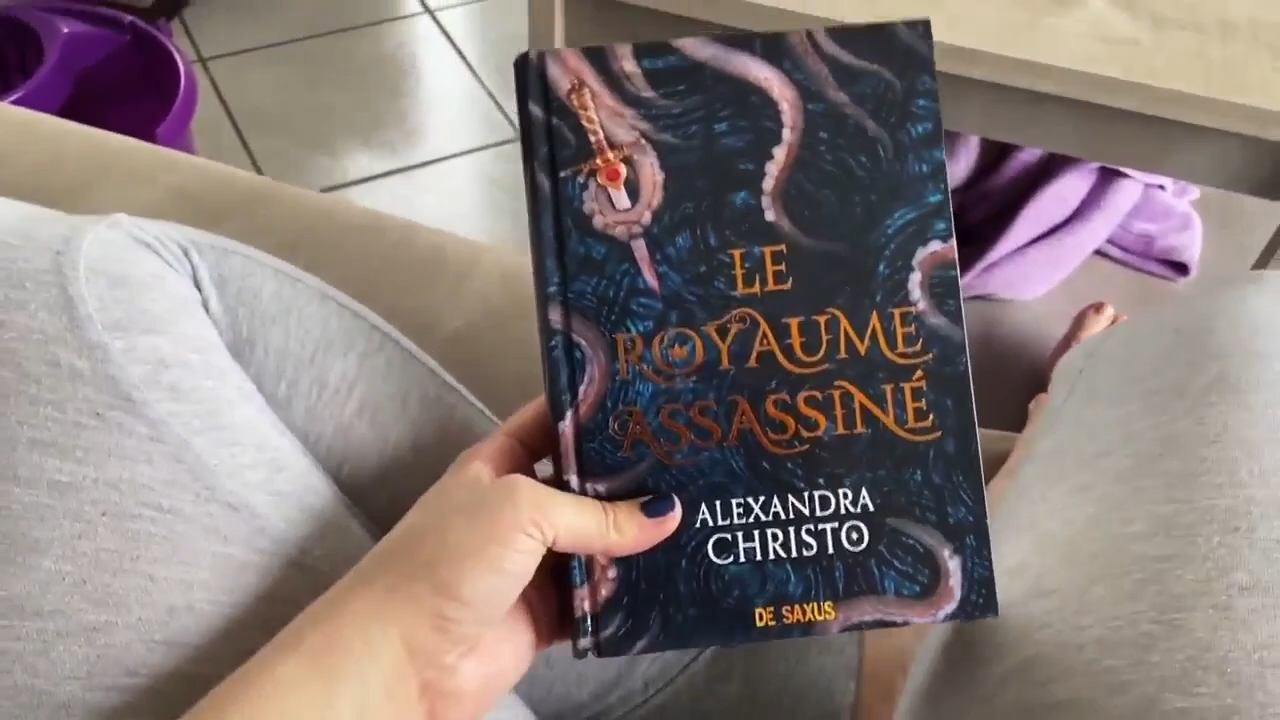 LE
ROYAUME
ASSASSINÉ
ALEXANDRA
CHRISTO
DE SAXUS